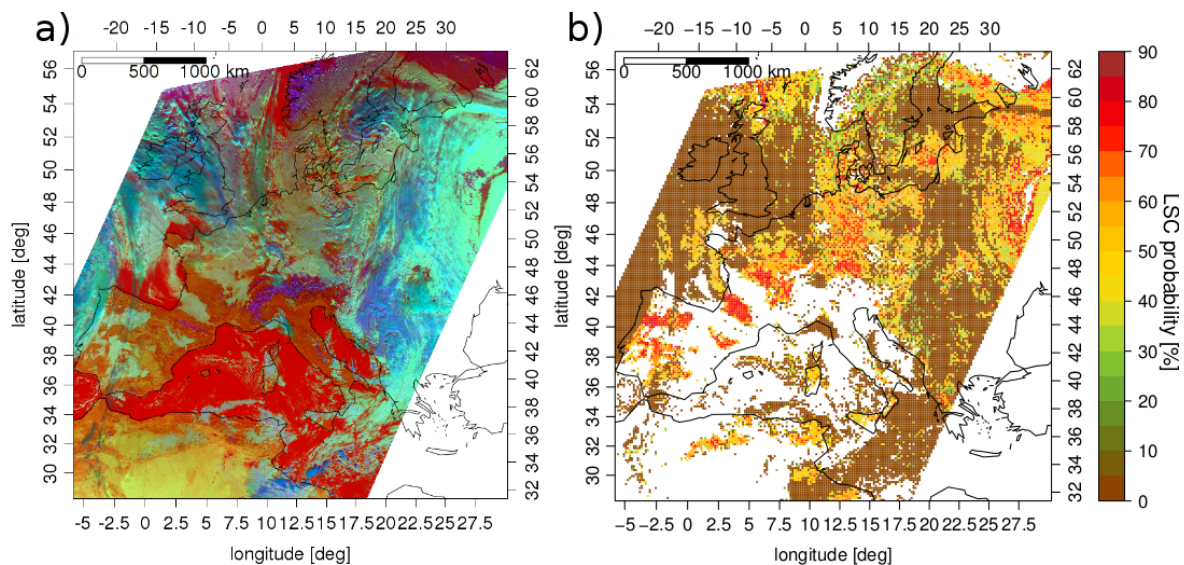 a)
-20 -15 -10 -5 0 5 10 15 20 25 30
0 500 1000 km
56 54 52 50 48 46 44 42 40 38 36 34 32 30
latitude [deg]
62 60 58 56 54 52 50 48 46 44 42 40 38 36 34 32
-5 -2.5 0 2.5 5 7.5 10 12.5 15 17.5 20 22.5 25 27.5
longitude [deg]
b)
-20 -15 -10 -5 0 5 10 15 20 25 30
0 500 1000 km
56 54 52 50 48 46 44 42 40 38 36 34 32 30
latitude [deg]
62 60 58 56 54 52 50 48 46 44 42 40 38 36 34 32
-5 -2.5 0 2.5 5 7.5 10 12.5 15 17.5 20 22.5 25 27.5
longitude [deg]
90 80 70 60 50 40 30 20 10 0
LSC probability [%]